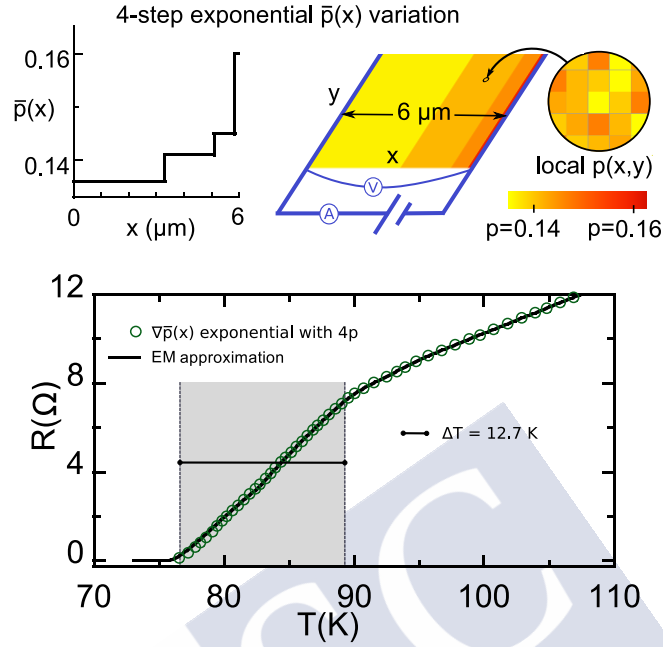 4-step exponential p̄(x) variation
0.16
p̄(x)
0.14
0
6
x (μm)
y
6 μm
x
V
A
local p(x,y)
p=0.14
p=0.16
12
8
4
0
R(Ω)
∇p̄(x) exponential with 4p
EM approximation
ΔT = 12.7 K
70
80
90
100
110
T(K)
SC